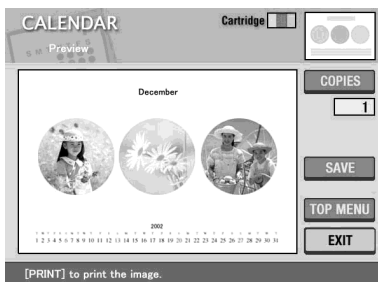 CALENDAR
Preview
Cartridge
December
2002
1 2 3 4 5 6 7 8 9 10 11 12 13 14 15 16 17 18 19 20 21 22 23 24 25 26 27 28 29 30 31
COPIES
1
SAVE
TOP MENU
EXIT
[PRINT] to print the image.